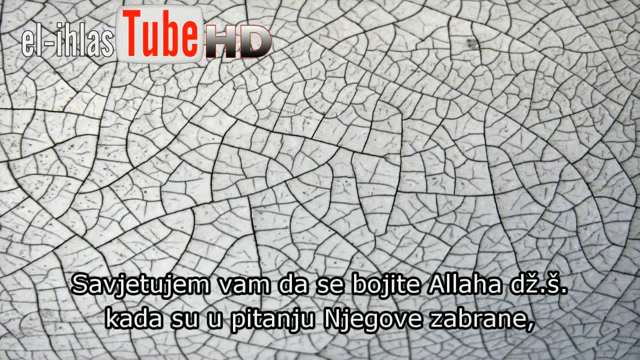 el-ihlas Tube HD
Savjetujem vam da se bojite Allaha dž.š.
kada su u pitanju Njegove zabrane,